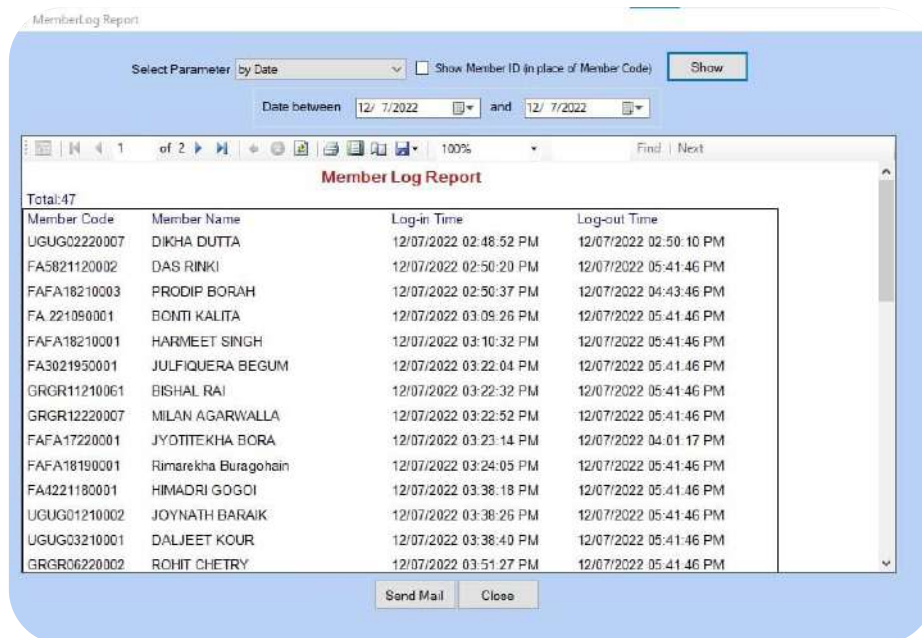 MemberLog Report
Select Parameter by Date Show Member ID (in place of Member Code) Show
Date between 12/ 7/2022 and 12/ 7/2022
1 of 2 100% Find | Next
Member Log Report
Total:47
Member Code Member Name Log-in Time Log-out Time
UGUG02220007 DIKHA DUTTA 12/07/2022 02:48:52 PM 12/07/2022 02:50:10 PM
FA5821120002 DAS RINKI 12/07/2022 02:50:20 PM 12/07/2022 05:41:46 PM
FAFA18210003 PRODIP BORAH 12/07/2022 02:50:37 PM 12/07/2022 04:43:46 PM
FA.221090001 BONTI KALITA 12/07/2022 03:09:26 PM 12/07/2022 05:41:46 PM
FAFA18210001 HARMEET SINGH 12/07/2022 03:10:32 PM 12/07/2022 05:41:46 PM
FA3021950001 JULFIQUERA BEGUM 12/07/2022 03:22:04 PM 12/07/2022 05:41:46 PM
GRGR11210061 BISHAL RAI 12/07/2022 03:22:32 PM 12/07/2022 05:41:46 PM
GRGR12220007 MILAN AGARWALLA 12/07/2022 03:22:52 PM 12/07/2022 05:41:46 PM
FAFA17220001 JYOTITEKHA BORA 12/07/2022 03:23:14 PM 12/07/2022 04:01:17 PM
FAFA18190001 Rimarekha Buragohain 12/07/2022 03:24:05 PM 12/07/2022 05:41:46 PM
FA4221180001 HIMADRI GOGOI 12/07/2022 03:38:18 PM 12/07/2022 05:41:46 PM
UGUG01210002 JOYNATH BARAIK 12/07/2022 03:38:26 PM 12/07/2022 05:41:46 PM
UGUG03210001 DALJEET KOUR 12/07/2022 03:38:40 PM 12/07/2022 05:41:46 PM
GRGR06220002 ROHIT CHETRY 12/07/2022 03:51:27 PM 12/07/2022 05:41:46 PM
Send Mail Close